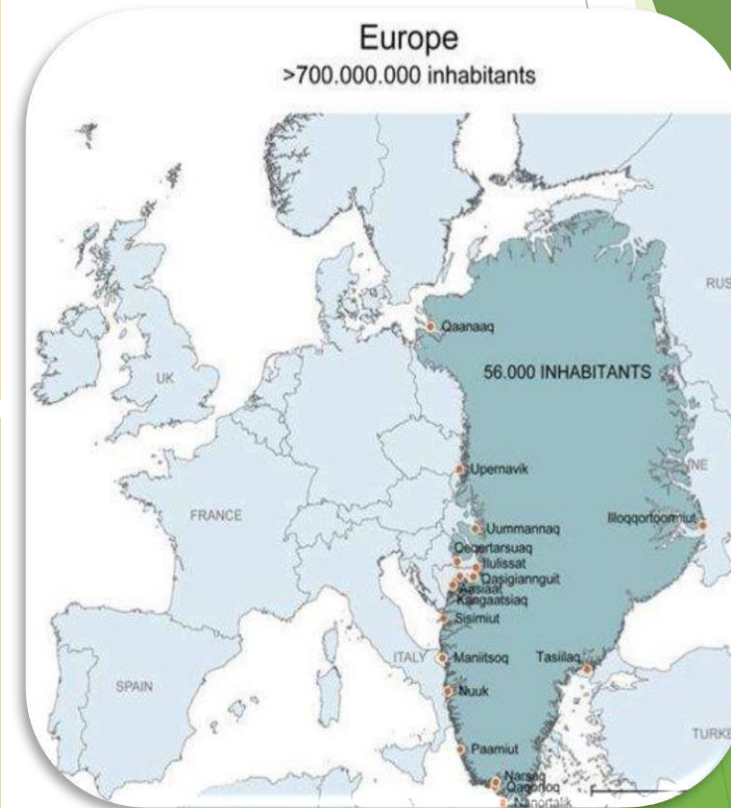 Europe
>700.000.000 inhabitants
RUS
Qaanaaq
UK
56.000 INHABITANTS
Upernavik
INE
FRANCE
Uummannaq
Illoqqortoormiut
Qeqertarsuaq
Ilulissat
Qasigiannguit
Aasiaat
Kangaatsiaq
Sisimiut
ITALY
Maniitsoq
Tasiilaq
SPAIN
Nuuk
TURKE
Paamiut
Narsaq
Qaqortoq
Nanortalik